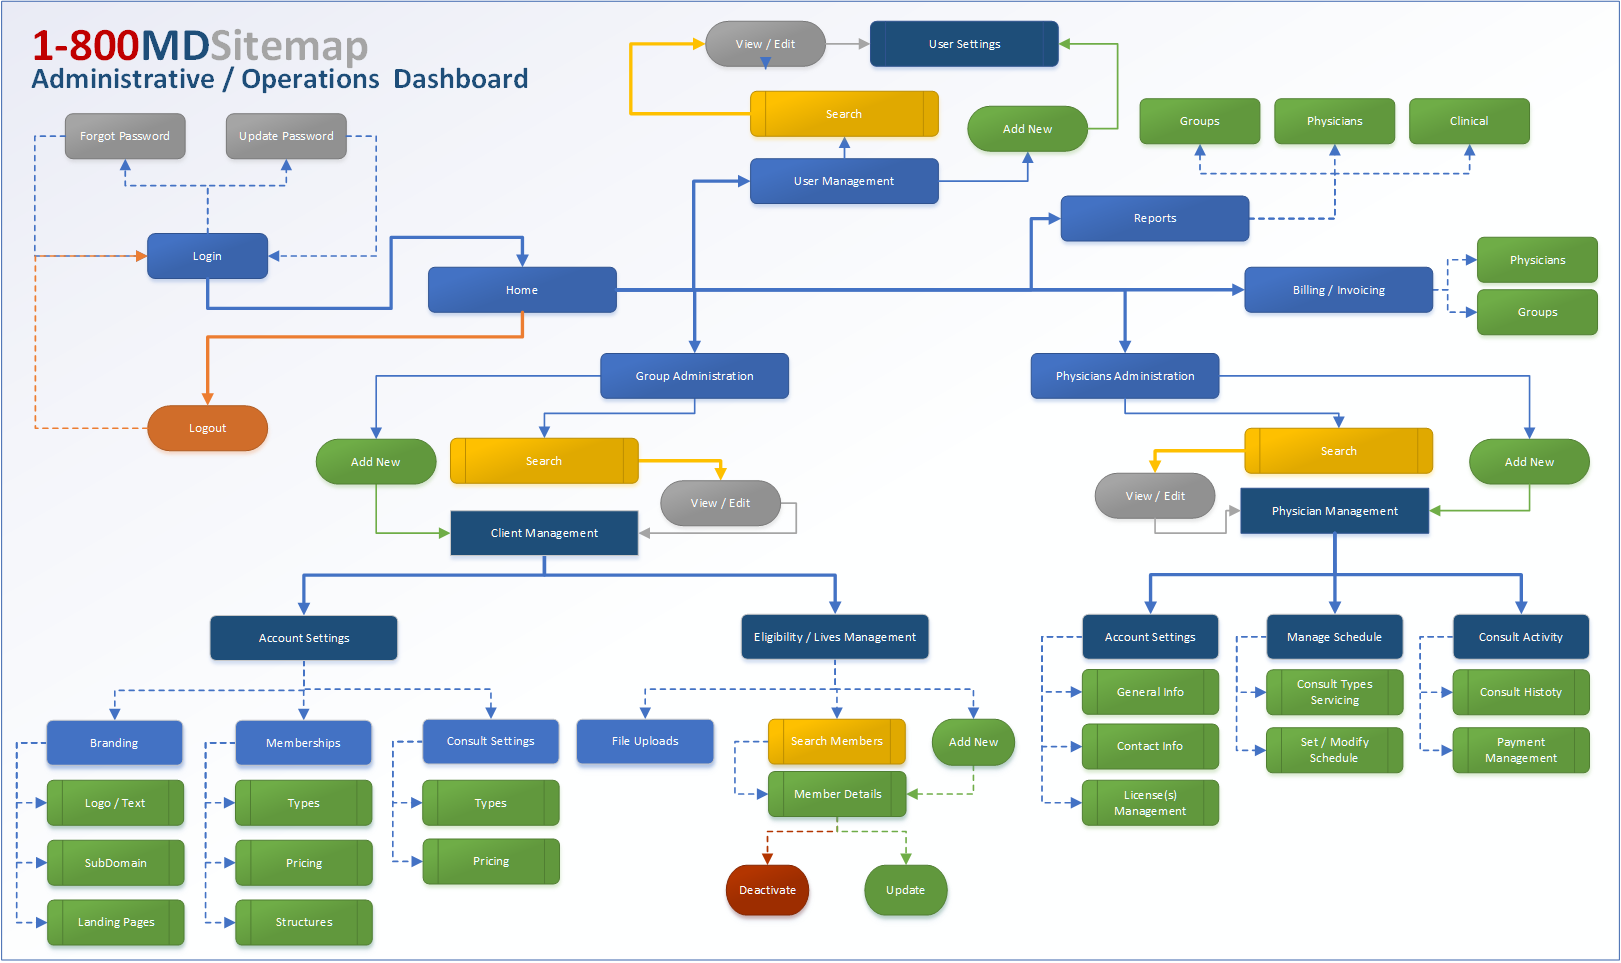 1-800MDSitemap
Administrative / Operations Dashboard
View / Edit
User Settings
Search
Add New
Groups
Physicians
Clinical
Forgot Password
Update Password
User Management
Reports
Login
Home
Billing / Invoicing
Physicians
Groups
Group Administration
Physicians Administration
Logout
Add New
Search
View / Edit
Client Management
Search
Add New
View / Edit
Physician Management
Account Settings
Eligibility / Lives Management
Account Settings
Manage Schedule
Consult Activity
General Info
Consult Types
Servicing
Consult Histoty
Contact Info
Set / Modify
Schedule
Payment
Management
License(s)
Management
Branding
Memberships
Consult Settings
File Uploads
Search Members
Add New
Logo / Text
Types
Types
Member Details
SubDomain
Pricing
Pricing
Deactivate
Update
Landing Pages
Structures